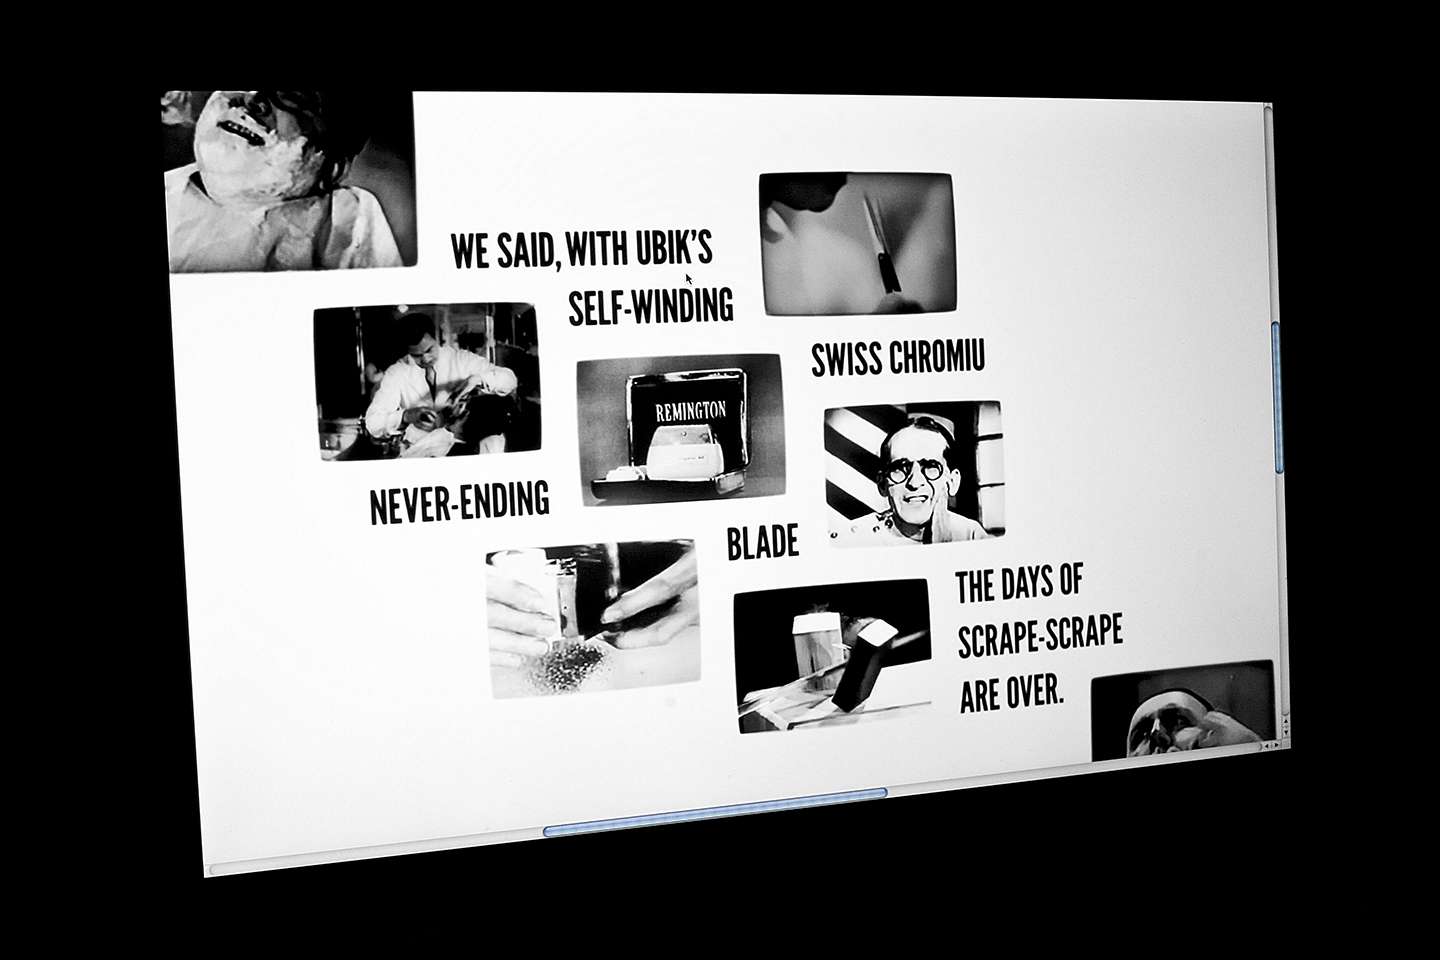 WE SAID, WITH UBIK'S
SELF-WINDING
SWISS CHROMIU
REMINGTON
NEVER-ENDING
BLADE
THE DAYS OF
SCRAPE-SCRAPE
ARE OVER.